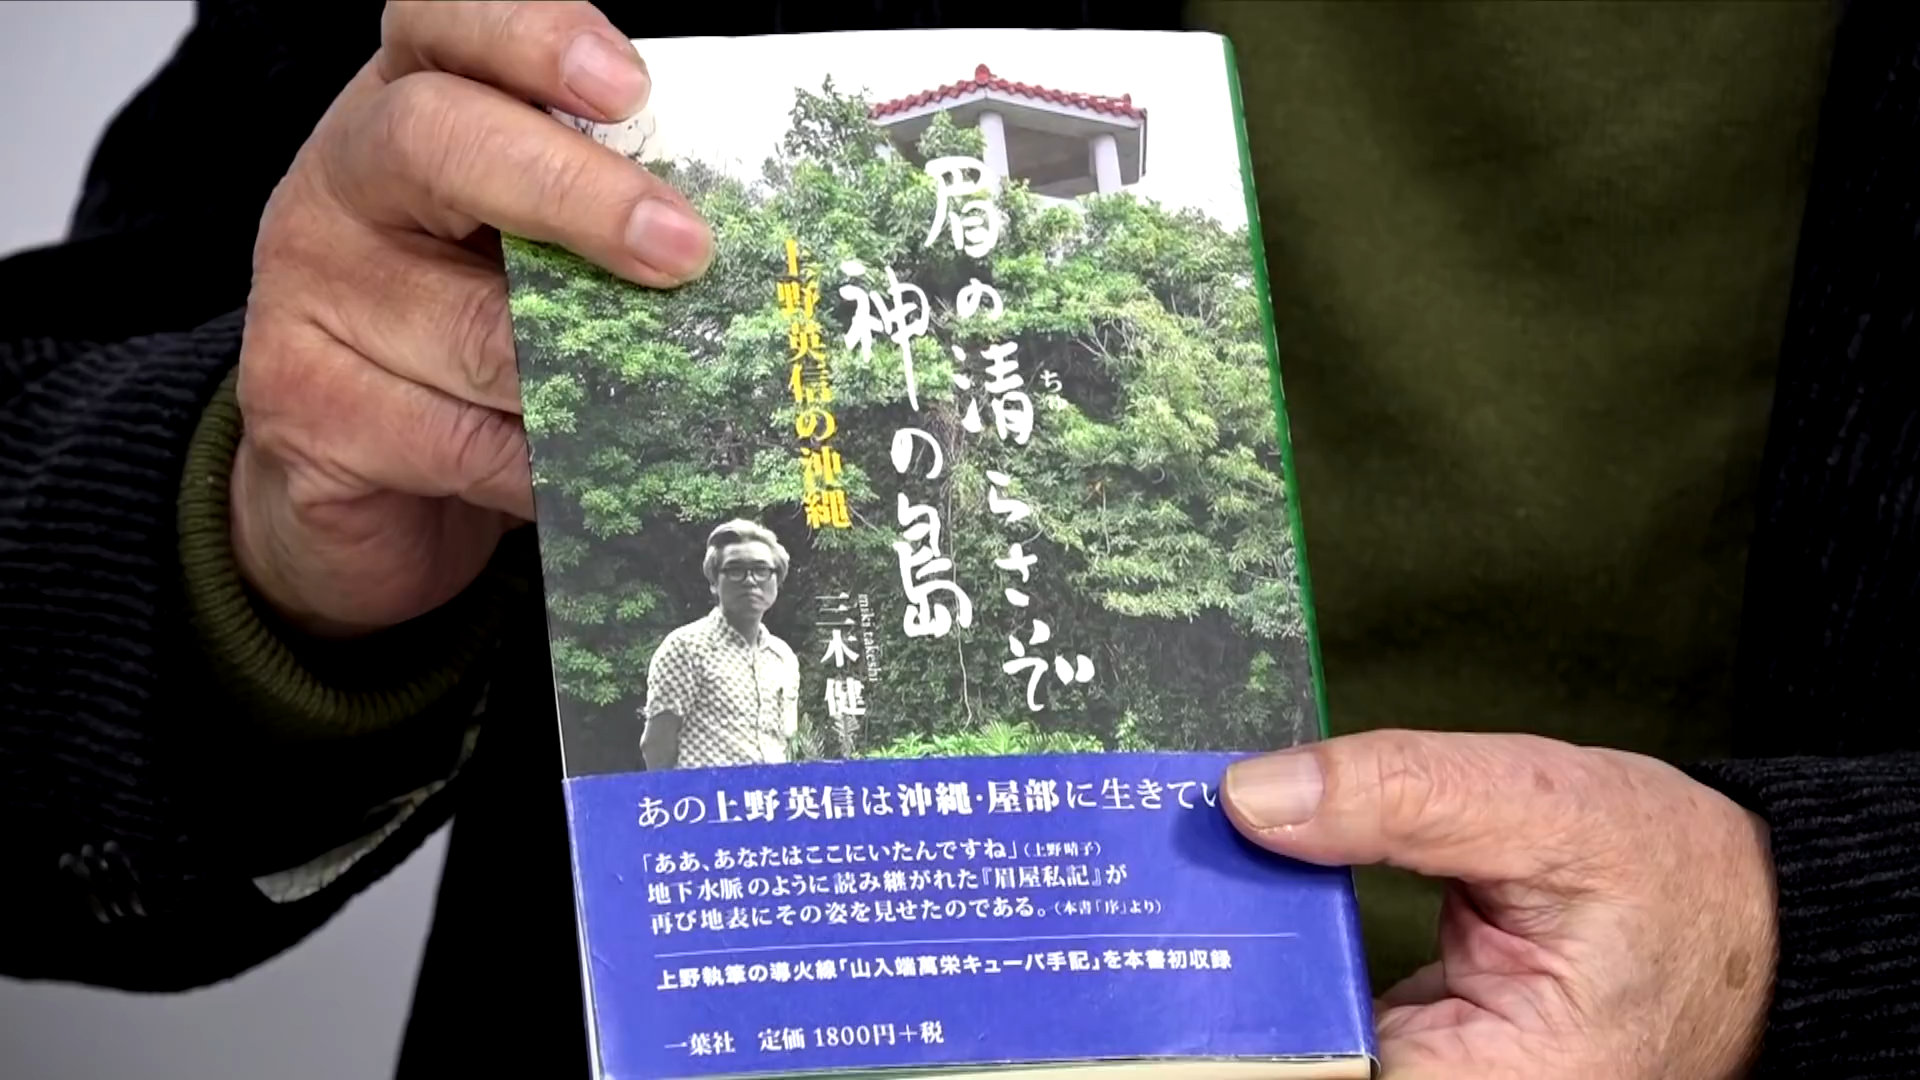 眉の清らさぞ
ちゅ
神の島
上野英信の沖縄
三木健
miki takeshi
あの上野英信は沖縄・屋部に生きてい
「ああ、あなたはここにいたんですね」(上野晴子)
地下水脈のように読み継がれた『眉屋私記』が
再び地表にその姿を見せたのである。(本書「序」より)
上野執筆の導火線「山入端萬栄キューバ手記」を本書初収録
一葉社 定価 1800円+税